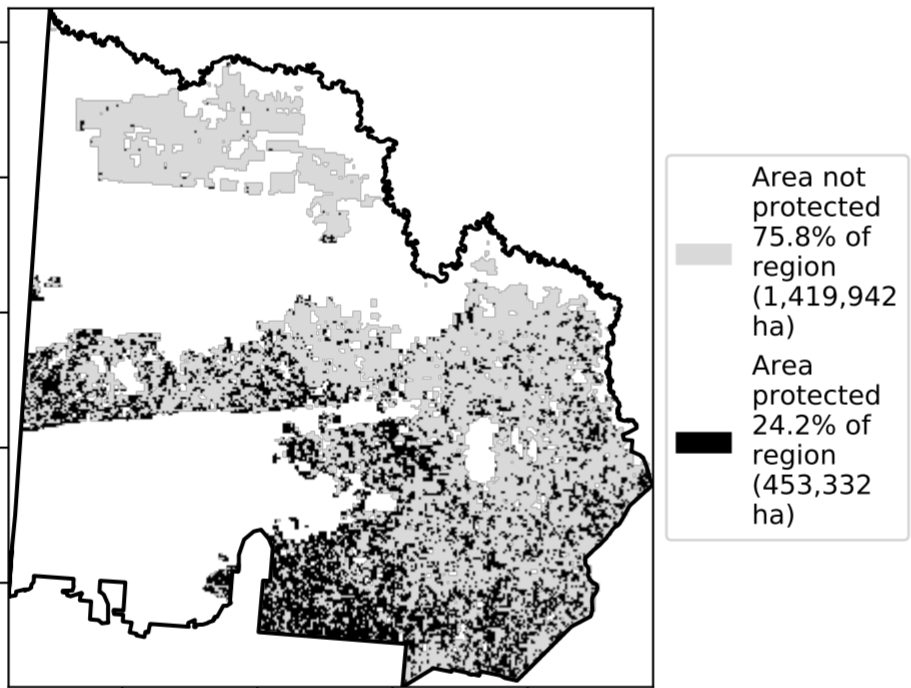 Area not
protected
75.8% of
region
(1,419,942
ha)
Area
protected
24.2% of
region
(453,332
ha)